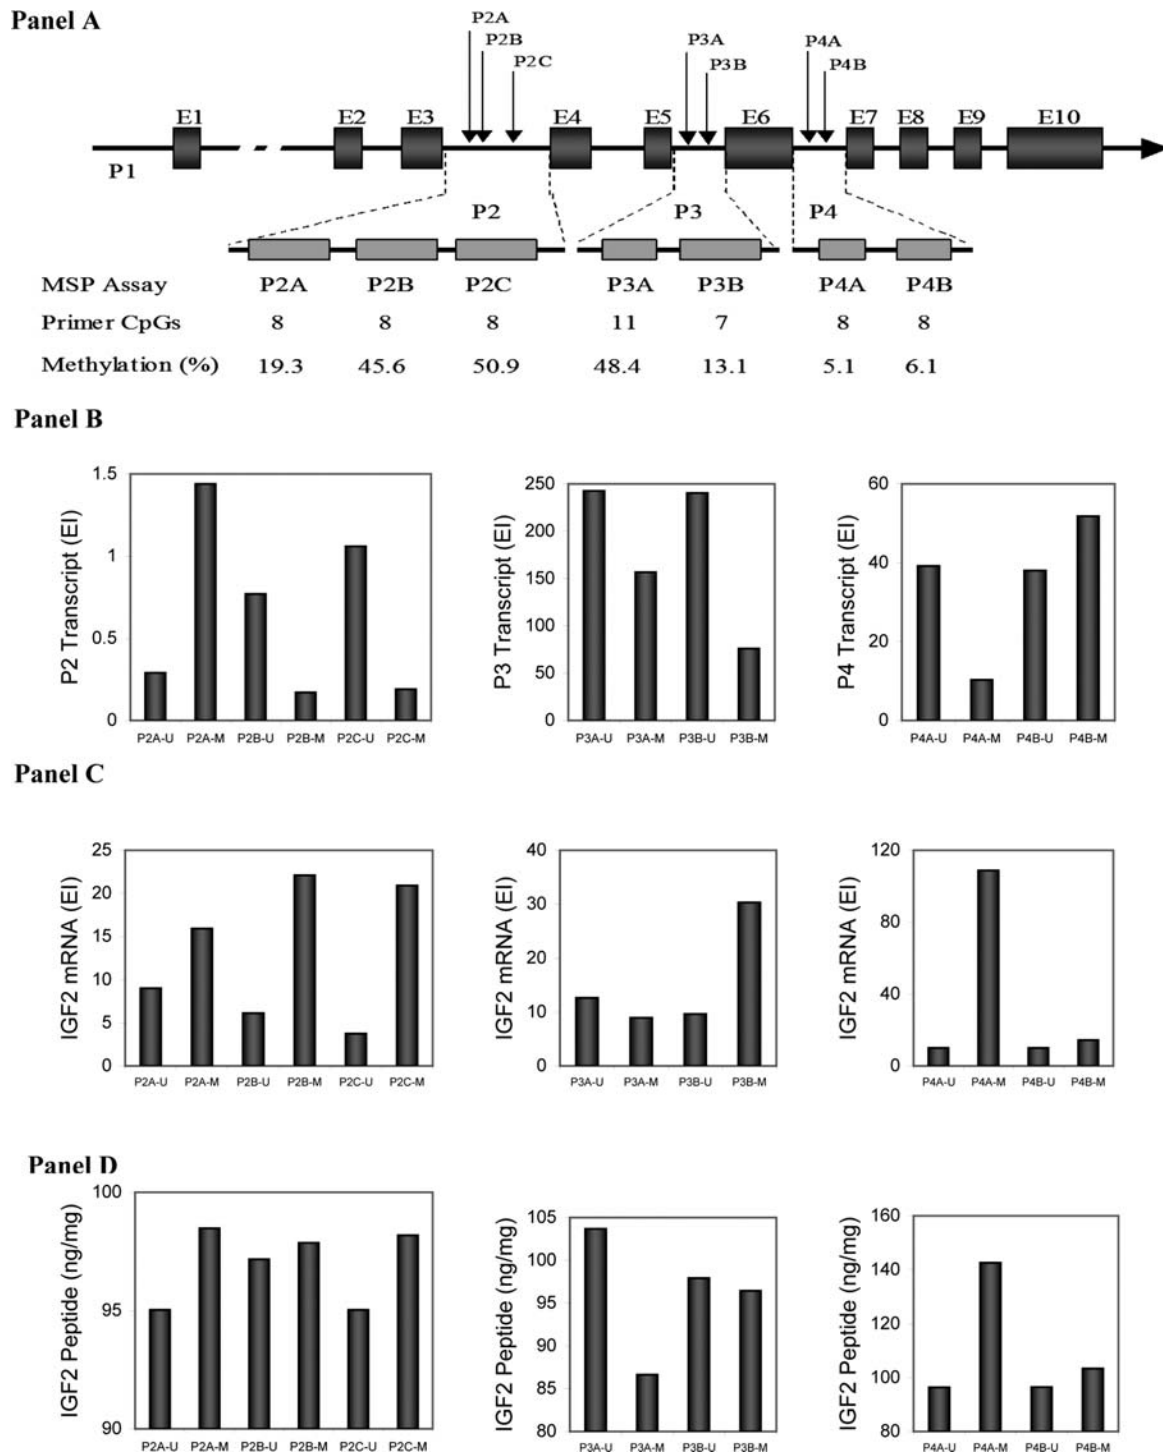 Panel A
P2A
P2B
P2C
P3A
P3B
P4A
P4B
E1 E2 E3 E4 E5 E6 E7 E8 E9 E10
P1
P2 P3 P4
MSP Assay P2A P2B P2C P3A P3B P4A P4B
Primer CpGs 8 8 8 11 7 8 8
Methylation (%) 19.3 45.6 50.9 48.4 13.1 5.1 6.1
Panel B
P2 Transcript (EI)
1.5
1
0.5
0
P2A-U P2A-M P2B-U P2B-M P2C-U P2C-M
P3 Transcript (EI)
250
200
150
100
50
0
P3A-U P3A-M P3B-U P3B-M
P4 Transcript (EI)
60
40
20
0
P4A-U P4A-M P4B-U P4B-M
Panel C
IGF2 mRNA (EI)
25
20
15
10
5
0
P2A-U P2A-M P2B-U P2B-M P2C-U P2C-M
IGF2 mRNA (EI)
40
30
20
10
0
P3A-U P3A-M P3B-U P3B-M
IGF2 mRNA (EI)
120
80
40
0
P4A-U P4A-M P4B-U P4B-M
Panel D
IGF2 Peptide (ng/mg)
100
95
90
P2A-U P2A-M P2B-U P2B-M P2C-U P2C-M
IGF2 Peptide (ng/mg)
105
100
95
90
85
80
P3A-U P3A-M P3B-U P3B-M
IGF2 Peptide (ng/mg)
160
140
120
100
80
P4A-U P4A-M P4B-U P4B-M